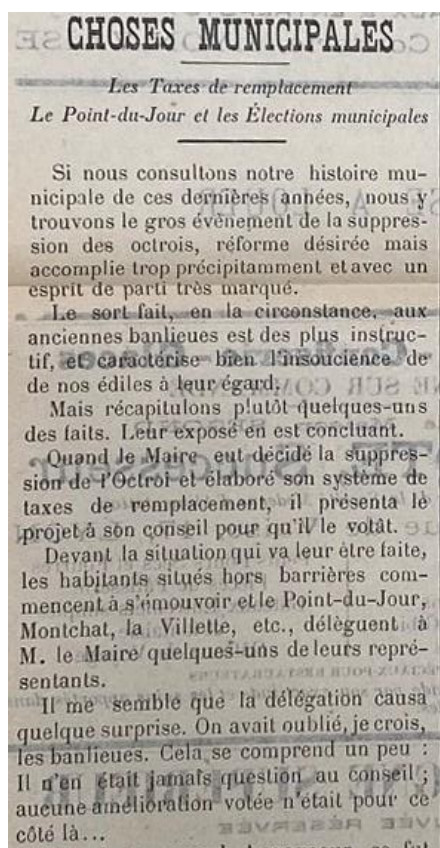 CHOSES MUNICIPALES
Les Taxes de remplacement
Le Point-du-Jour et les Élections municipales
Si nous consultons notre histoire mu-
nicipale de ces dernières années, nous y
trouvons le gros événement de la suppres-
sion des octrois, réforme désirée mais
accomplie trop précipitamment et avec un
esprit de parti très marqué.
Le sort fait, en la circonstance, aux
anciennes banlieues est des plus instruc-
tif, et caractérise bien l'insoucience de
de nos édiles à leur égard.
Mais récapitulons plutôt quelques-uns
des faits. Leur exposé en est concluant.
Quand le Maire eut décidé la suppres-
sion de l'Octroi et élaboré son système de
taxes de remplacement, il présenta le
projet à son conseil pour qu'il le votât.
Devant la situation qui va leur être faite,
les habitants situés hors barrières com-
mencent à s'émouvoir et le Point-du-Jour,
Montchat, la Villette, etc., délèguent à
M. le Maire quelques-uns de leurs repré-
sentants.
Il me semble que la délégation causa
quelque surprise. On avait oublié, je crois,
les banlieues. Cela se comprend un peu :
Il n'en était jamais question au conseil ;
aucune amélioration votée n'était pour ce
côté là...